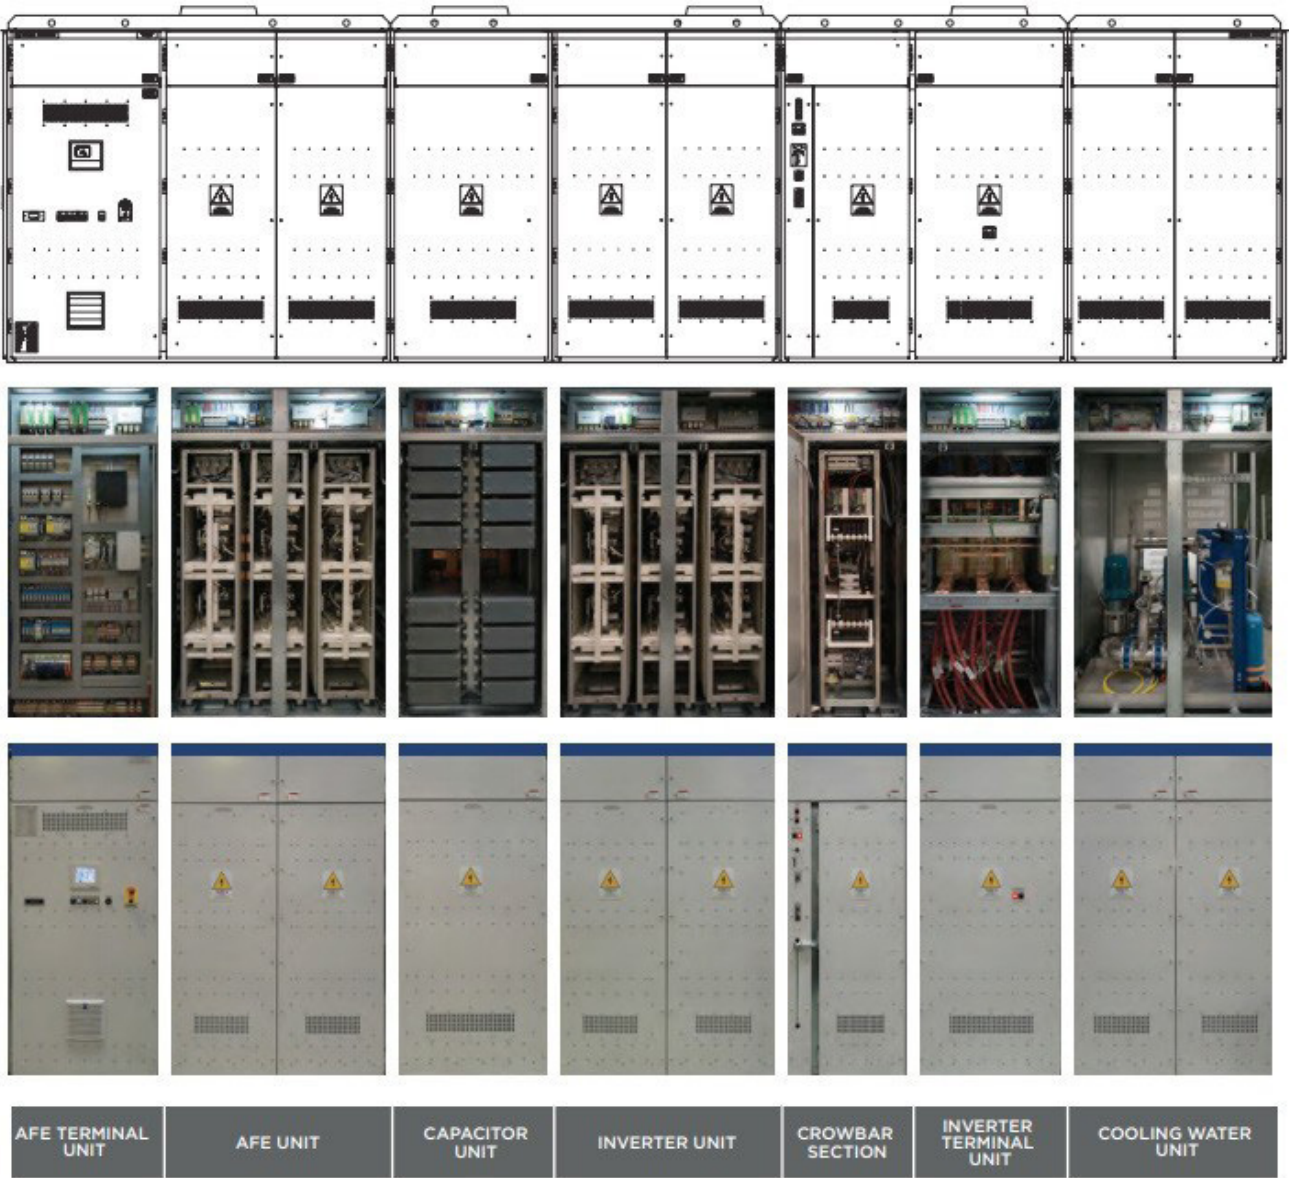 AFE TERMINAL
UNIT
AFE UNIT
CAPACITOR
UNIT
INVERTER UNIT
CROWBAR
SECTION
INVERTER
TERMINAL
UNIT
COOLING WATER
UNIT